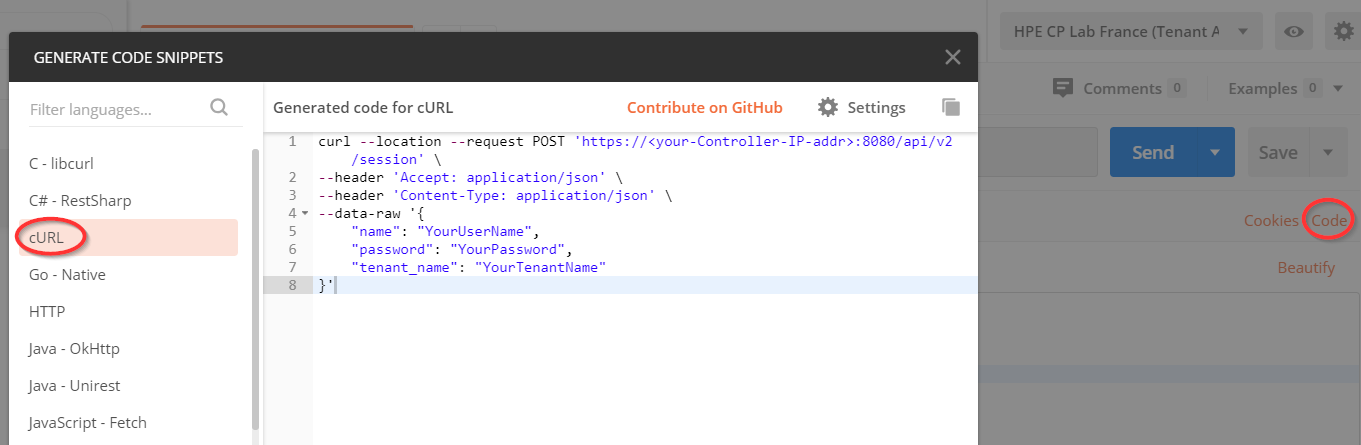 HPE CP Lab France (Tenant A
GENERATE CODE SNIPPETS
Comments 0 Examples 0
Filter languages...
Generated code for cURL Contribute on GitHub Settings
Send Save
Cookies Code
Beautify
C - libcurl
C# - RestSharp
cURL
Go - Native
HTTP
Java - OkHttp
Java - Unirest
JavaScript - Fetch
1 curl --location --request POST 'https://<your-Controller-IP-addr>:8080/api/v2
/session' \
2 --header 'Accept: application/json' \
3 --header 'Content-Type: application/json' \
4 --data-raw '{
5 "name": "YourUserName",
6 "password": "YourPassword",
7 "tenant_name": "YourTenantName"
8 }'